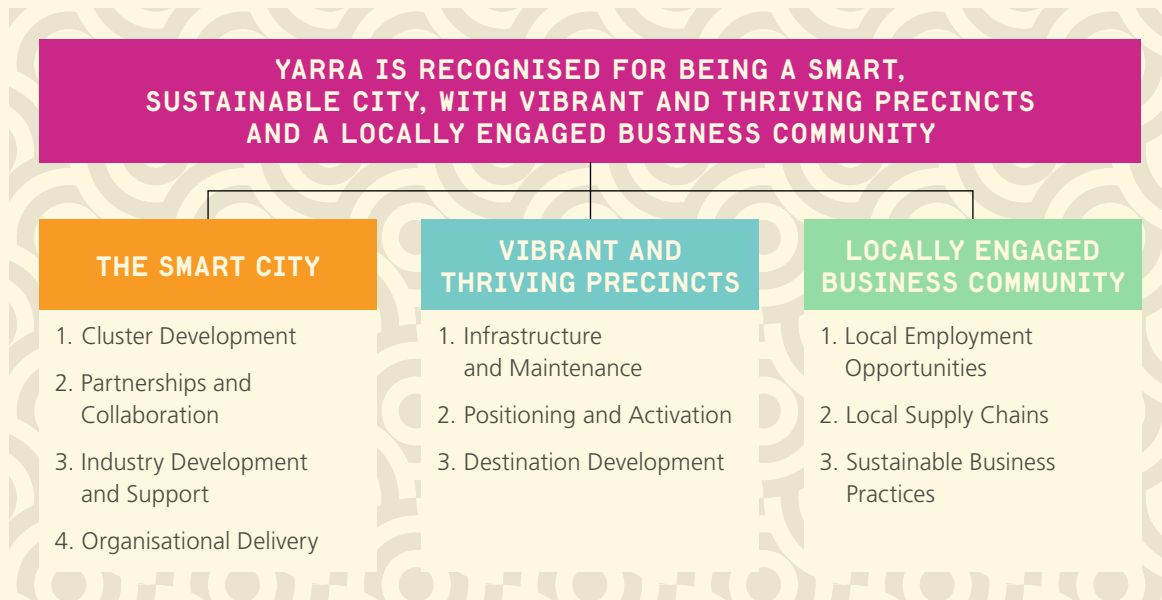 YARRA IS RECOGNISED FOR BEING A SMART,
SUSTAINABLE CITY, WITH VIBRANT AND THRIVING PRECINCTS
AND A LOCALLY ENGAGED BUSINESS COMMUNITY
THE SMART CITY
1. Cluster Development
2. Partnerships and
Collaboration
3. Industry Development
and Support
4. Organisational Delivery
VIBRANT AND
THRIVING PRECINCTS
1. Infrastructure
and Maintenance
2. Positioning and Activation
3. Destination Development
LOCALLY ENGAGED
BUSINESS COMMUNITY
1. Local Employment
Opportunities
2. Local Supply Chains
3. Sustainable Business
Practices